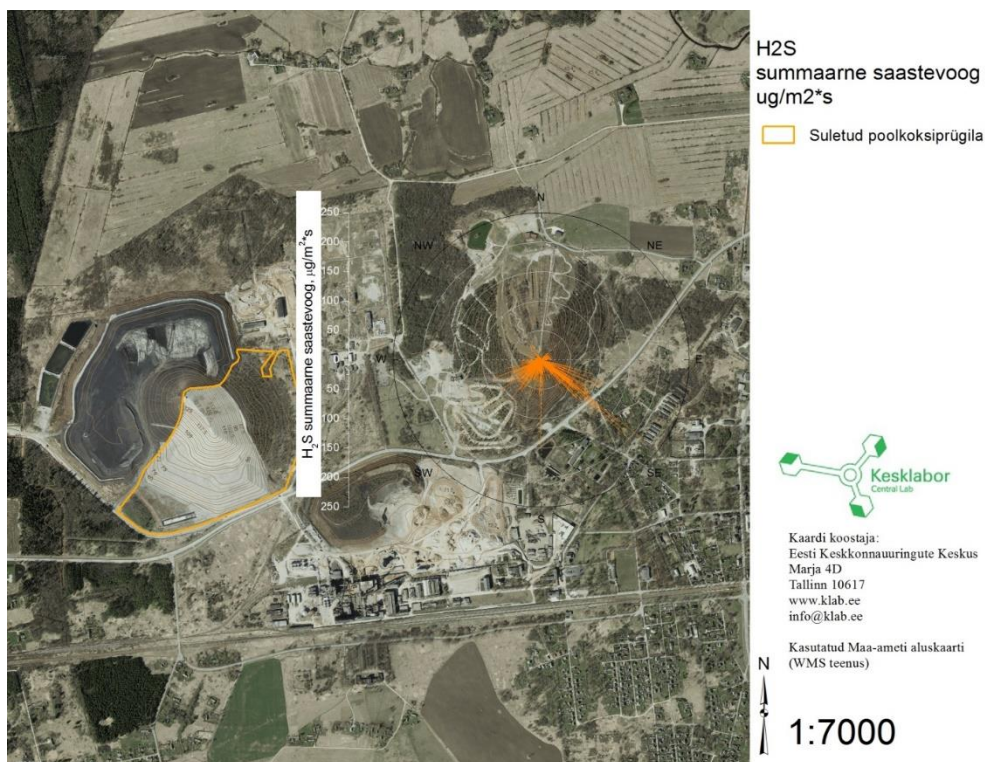 H2S
summaarne saastevoog
ug/m2*s
Suletud poolkoksiprügila
H2S summaarne saastevoog, µg/m²*s
250
200
150
100
50
0
50
100
150
200
250
N
NE
NW
W
E
SW
SE
S
Kesklabor
Central Lab
Kaardi koostaja:
Eesti Keskkonnauuringute Keskus
Marja 4D
Tallinn 10617
www.klab.ee
info@klab.ee
Kasutatud Maa-ameti aluskaarti
(WMS teenus)
N
1:7000